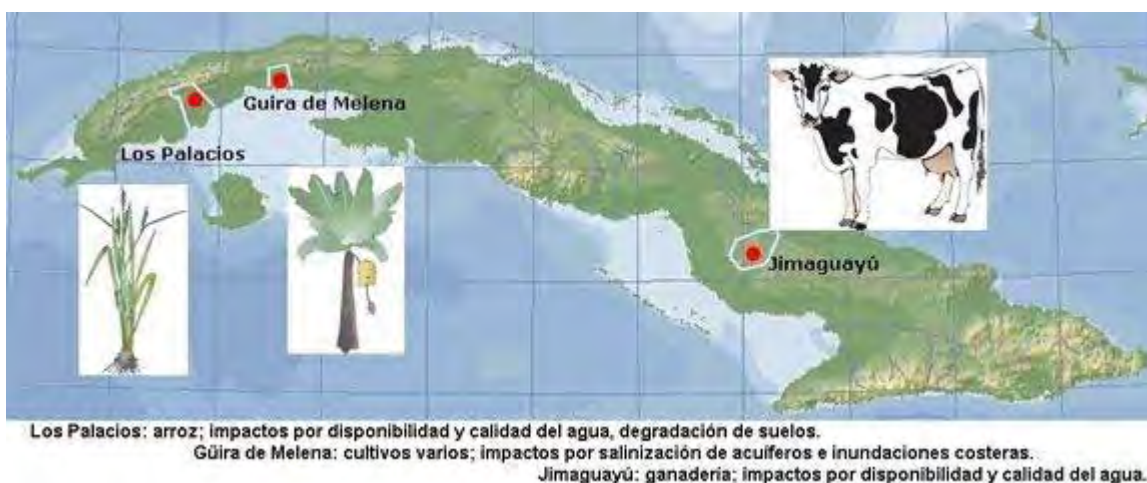 Guira de Melena
Los Palacios
Jimaguayú
Los Palacios: arroz; impactos por disponibilidad y calidad del agua, degradación de suelos.
Güira de Melena: cultivos varios; impactos por salinización de acuíferos e inundaciones costeras.
Jimaguayú: ganadería; impactos por disponibilidad y calidad del agua.